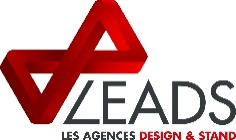 LEADS
LES AGENCES DESIGN & STAND